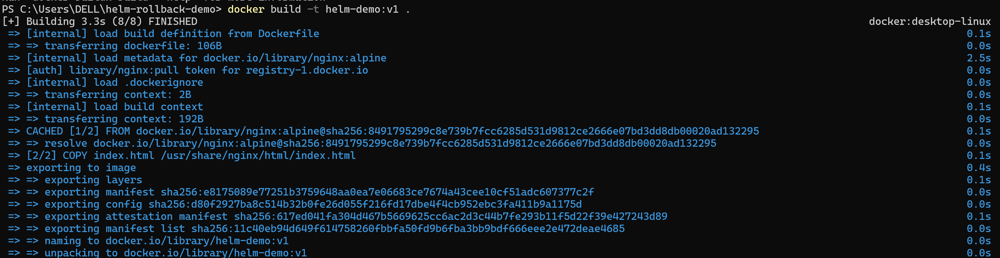 PS C:\Users\DELL\helm-rollback-demo> docker build -t helm-demo:v1 .
[+] Building 3.3s (8/8) FINISHED docker:desktop-linux
=> [internal] load build definition from Dockerfile 0.1s
=> => transferring dockerfile: 106B 0.0s
=> [internal] load metadata for docker.io/library/nginx:alpine 2.5s
=> [auth] library/nginx:pull token for registry-1.docker.io 0.0s
=> [internal] load .dockerignore 0.0s
=> => transferring context: 2B 0.0s
=> [internal] load build context 0.1s
=> => transferring context: 192B 0.0s
=> CACHED [1/2] FROM docker.io/library/nginx:alpine@sha256:8491795299c8e739b7fcc6285d531d9812ce2666e07bd3dd8db00020ad132295 0.1s
=> => resolve docker.io/library/nginx:alpine@sha256:8491795299c8e739b7fcc6285d531d9812ce2666e07bd3dd8db00020ad132295 0.0s
=> [2/2] COPY index.html /usr/share/nginx/html/index.html 0.1s
=> exporting to image 0.4s
=> => exporting layers 0.1s
=> => exporting manifest sha256:e8175089e77251b3759648aa0ea7e06683ce7674a43cee10cf51adc607377c2f 0.0s
=> => exporting config sha256:d80f2927ba8c514b32b0fe26d055f216fd17dbe4f4cb952ebc3fa411b9a1175d 0.0s
=> => exporting attestation manifest sha256:617ed041fa304d467b5669625cc6ac2d3c44b7fe293b11f5d22f39e427243d89 0.1s
=> => exporting manifest list sha256:11c40eb94d649f614758260fbbfa50fd9b6fba3bb9bdf666eee2e472deae4685 0.0s
=> => naming to docker.io/library/helm-demo:v1 0.0s
=> => unpacking to docker.io/library/helm-demo:v1 0.0s